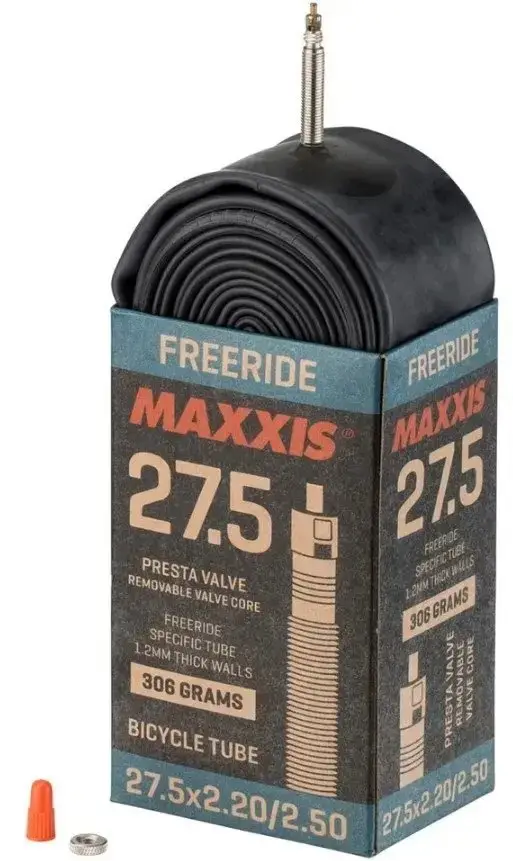 FREERIDE
MAXXIS®
27.5
PRESTA VALVE
REMOVABLE VALVE CORE
FREERIDE
SPECIFIC TUBE
1.2MM THICK WALLS
306 GRAMS
BICYCLE TUBE
27.5x2.20/2.50
FREERIDE
MAXXIS
27.5
FREERIDE
SPECIFIC TUBE
1.2MM THICK WALLS
306 GRAMS
PRESTA VALVE
REMOVABLE
VALVE CORE
27.5x2.20/2.50